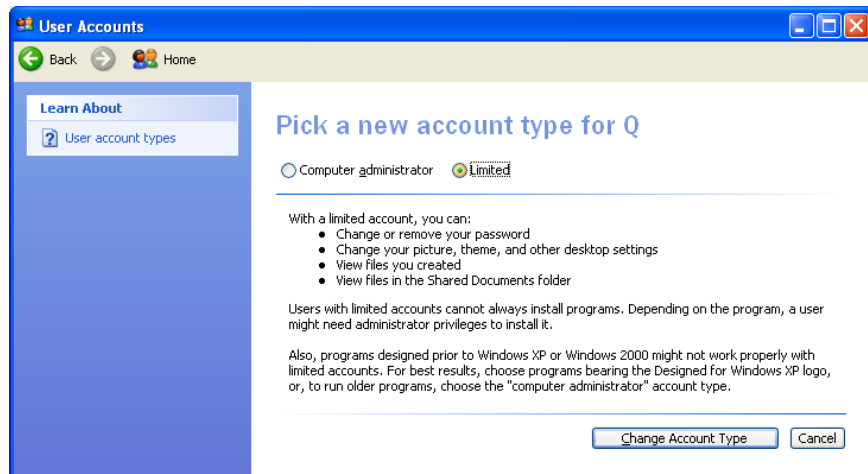 User Accounts
Back Home
Learn About
User account types
Pick a new account type for Q
Computer administrator Limited
With a limited account, you can:
• Change or remove your password
• Change your picture, theme, and other desktop settings
• View files you created
• View files in the Shared Documents folder
Users with limited accounts cannot always install programs. Depending on the program, a user
might need administrator privileges to install it.
Also, programs designed prior to Windows XP or Windows 2000 might not work properly with
limited accounts. For best results, choose programs bearing the Designed for Windows XP logo,
or, to run older programs, choose the "computer administrator" account type.
Change Account Type Cancel